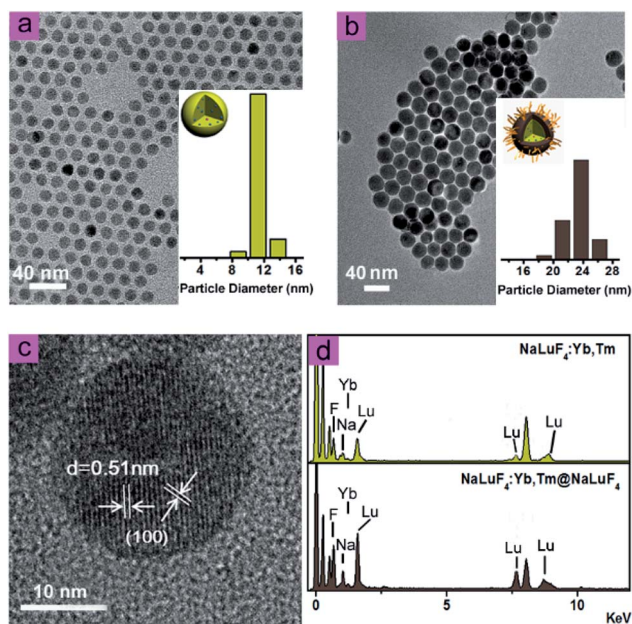 a
40 nm
4 8 12 16
Particle Diameter (nm)
b
40 nm
16 20 24 28
Particle Diameter (nm)
c
d=0.51nm
(100)
10 nm
d
NaLuF₄:Yb,Tm
Yb
F
Na
Lu
Lu
Lu
NaLuF₄:Yb,Tm@NaLuF₄
Yb
F
Na
Lu
Lu
Lu
0 5 10
KeV